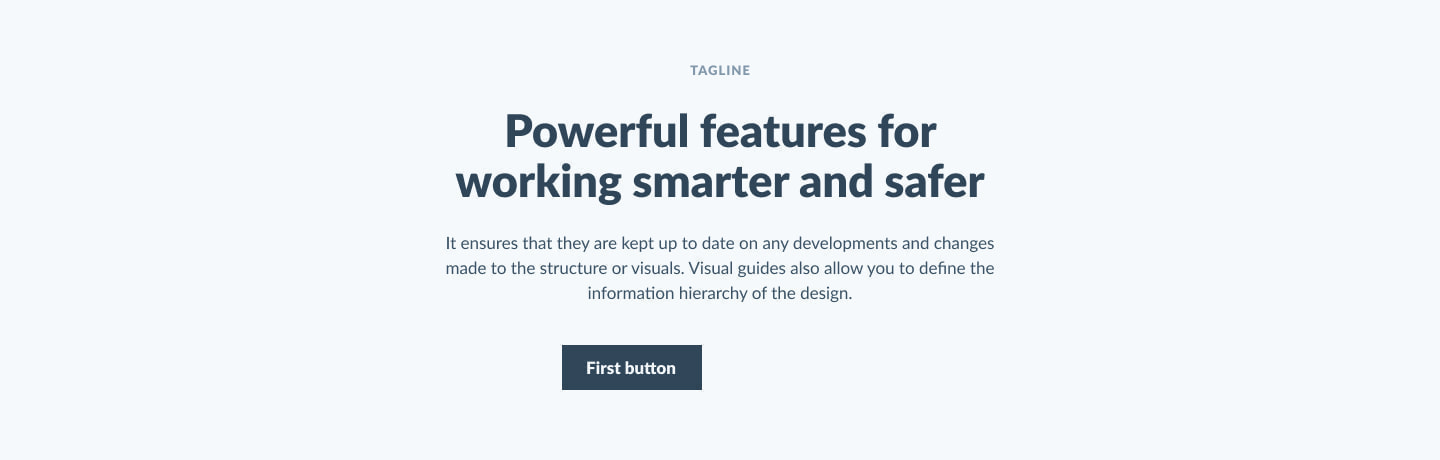 TAGLINE
Powerful features for
working smarter and safer
It ensures that they are kept up to date on any developments and changes
made to the structure or visuals. Visual guides also allow you to define the
information hierarchy of the design.
First button